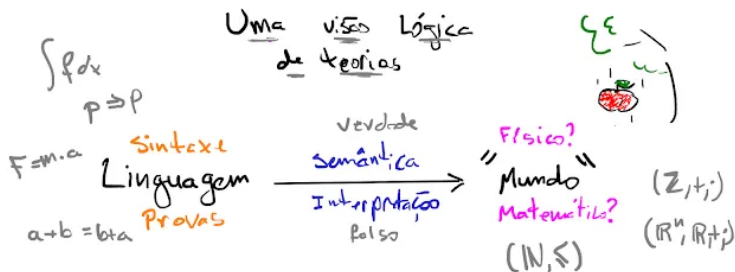 Uma visão Lógica
de teorias
∫f dx
p ⇒ p
F=m.a
a+b=b+a
Sintaxe
Linguagem
Provas
verdade
Semântica
Interpretação
falso
Físico?
"Mundo"
Matemático?
(ℕ,≤)
(ℤ,+,·)
(ℝⁿ,ℝ,+,·)